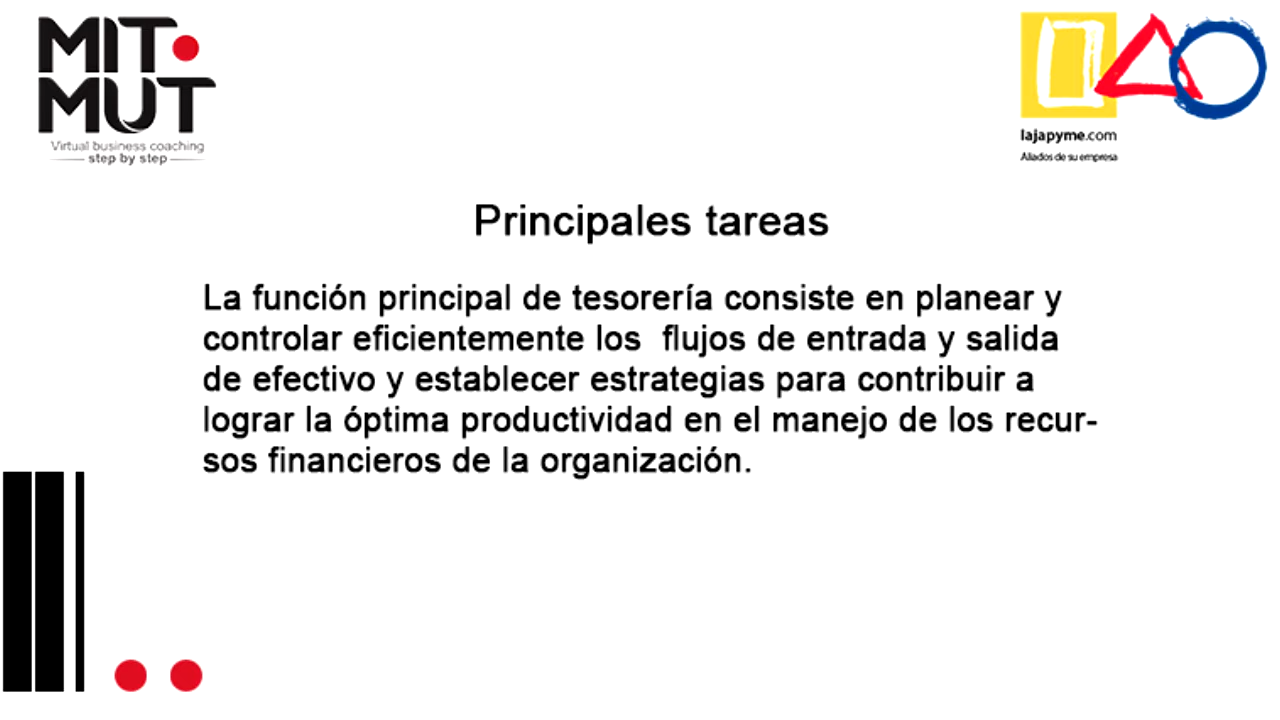 MIT
MUT
Virtual business coaching
step by step
lajapyme.com
Aliados de su empresa
Principales tareas
La función principal de tesorería consiste en planear y
controlar eficientemente los  flujos de entrada y salida
de efectivo y establecer estrategias para contribuir a
lograr la óptima productividad en el manejo de los recur-
sos financieros de la organización.